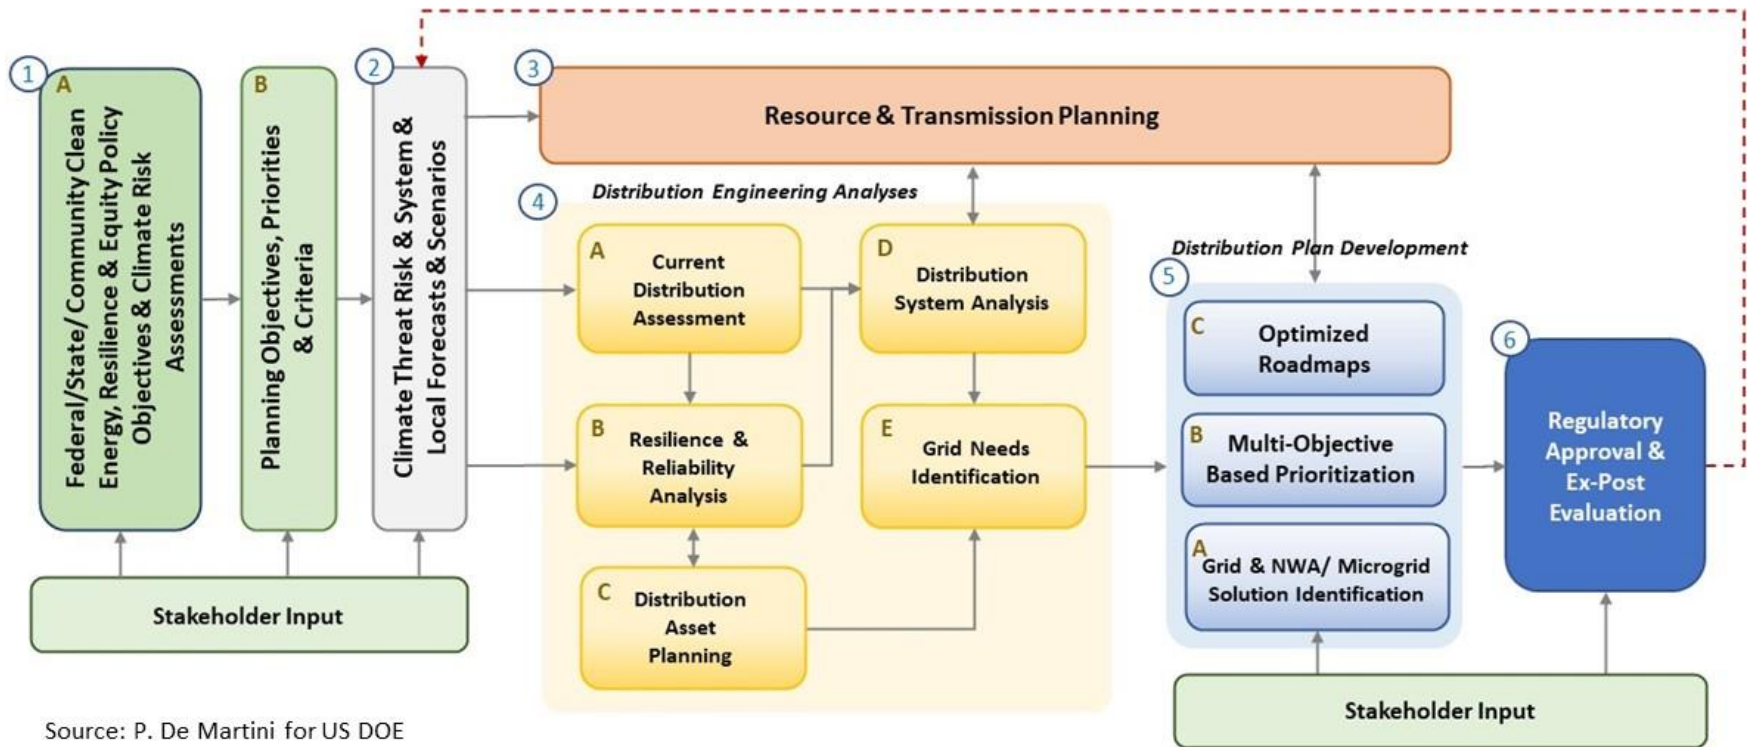 1
A
Federal/State/ Community Clean
Energy, Resilience & Equity Policy
Objectives & Climate Risk
Assessments
B
Planning Objectives, Priorities
& Criteria
2
Climate Threat Risk & System &
Local Forecasts & Scenarios
Stakeholder Input
3
Resource & Transmission Planning
4
Distribution Engineering Analyses
A
Current
Distribution
Assessment
B
Resilience &
Reliability
Analysis
C
Distribution
Asset
Planning
D
Distribution
System Analysis
E
Grid Needs
Identification
Distribution Plan Development
5
C
Optimized
Roadmaps
B
Multi-Objective
Based Prioritization
A
Grid & NWA/ Microgrid
Solution Identification
6
Regulatory
Approval &
Ex-Post
Evaluation
Stakeholder Input
Source: P. De Martini for US DOE